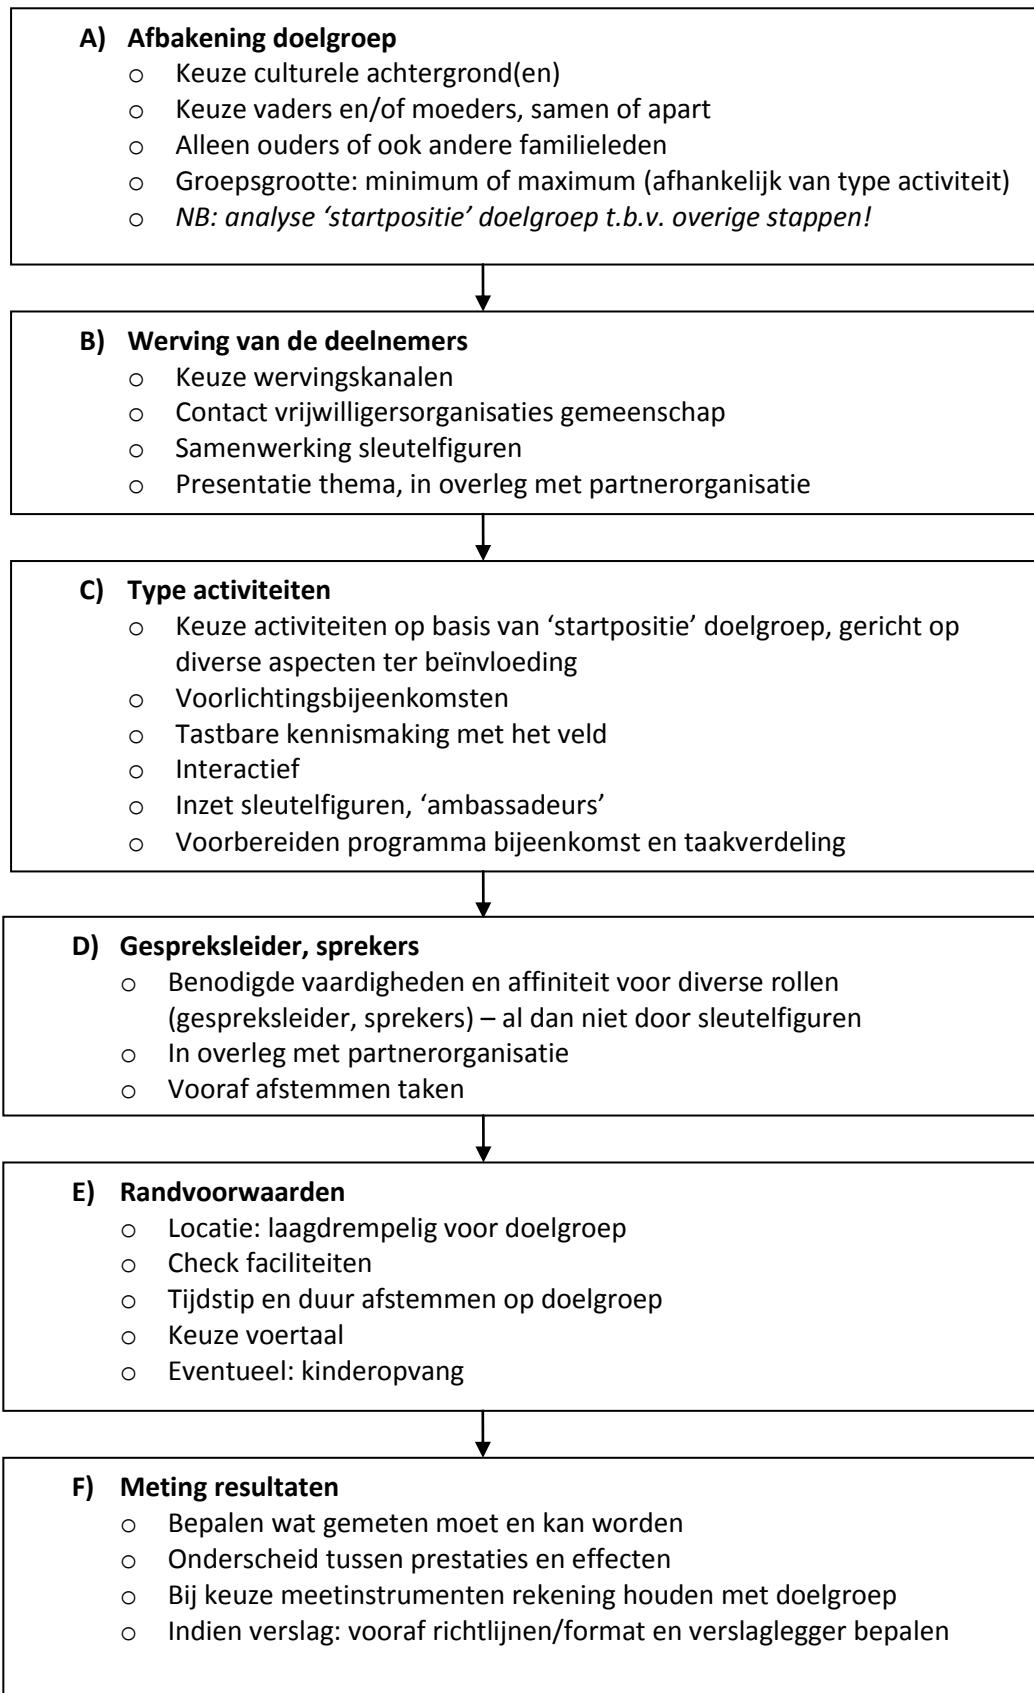 A) Afbakening doelgroep
o Keuze culturele achtergrond(en)
o Keuze vaders en/of moeders, samen of apart
o Alleen ouders of ook andere familieleden
o Groepsgrootte: minimum of maximum (afhankelijk van type activiteit)
o NB: analyse ‘startpositie’ doelgroep t.b.v. overige stappen!
B) Werving van de deelnemers
o Keuze wervingskanalen
o Contact vrijwilligersorganisaties gemeenschap
o Samenwerking sleutelfiguren
o Presentatie thema, in overleg met partnerorganisatie
C) Type activiteiten
o Keuze activiteiten op basis van ‘startpositie’ doelgroep, gericht op
diverse aspecten ter beïnvloeding
o Voorlichtingsbijeenkomsten
o Tastbare kennismaking met het veld
o Interactief
o Inzet sleutelfiguren, ‘ambassadeurs’
o Voorbereiden programma bijeenkomst en taakverdeling
D) Gespreksleider, sprekers
o Benodigde vaardigheden en affiniteit voor diverse rollen
(gespreksleider, sprekers) – al dan niet door sleutelfiguren
o In overleg met partnerorganisatie
o Vooraf afstemmen taken
E) Randvoorwaarden
o Locatie: laagdrempelig voor doelgroep
o Check faciliteiten
o Tijdstip en duur afstemmen op doelgroep
o Keuze voertaal
o Eventueel: kinderopvang
F) Meting resultaten
o Bepalen wat gemeten moet en kan worden
o Onderscheid tussen prestaties en effecten
o Bij keuze meetinstrumenten rekening houden met doelgroep
o Indien verslag: vooraf richtlijnen/format en verslaglegger bepalen